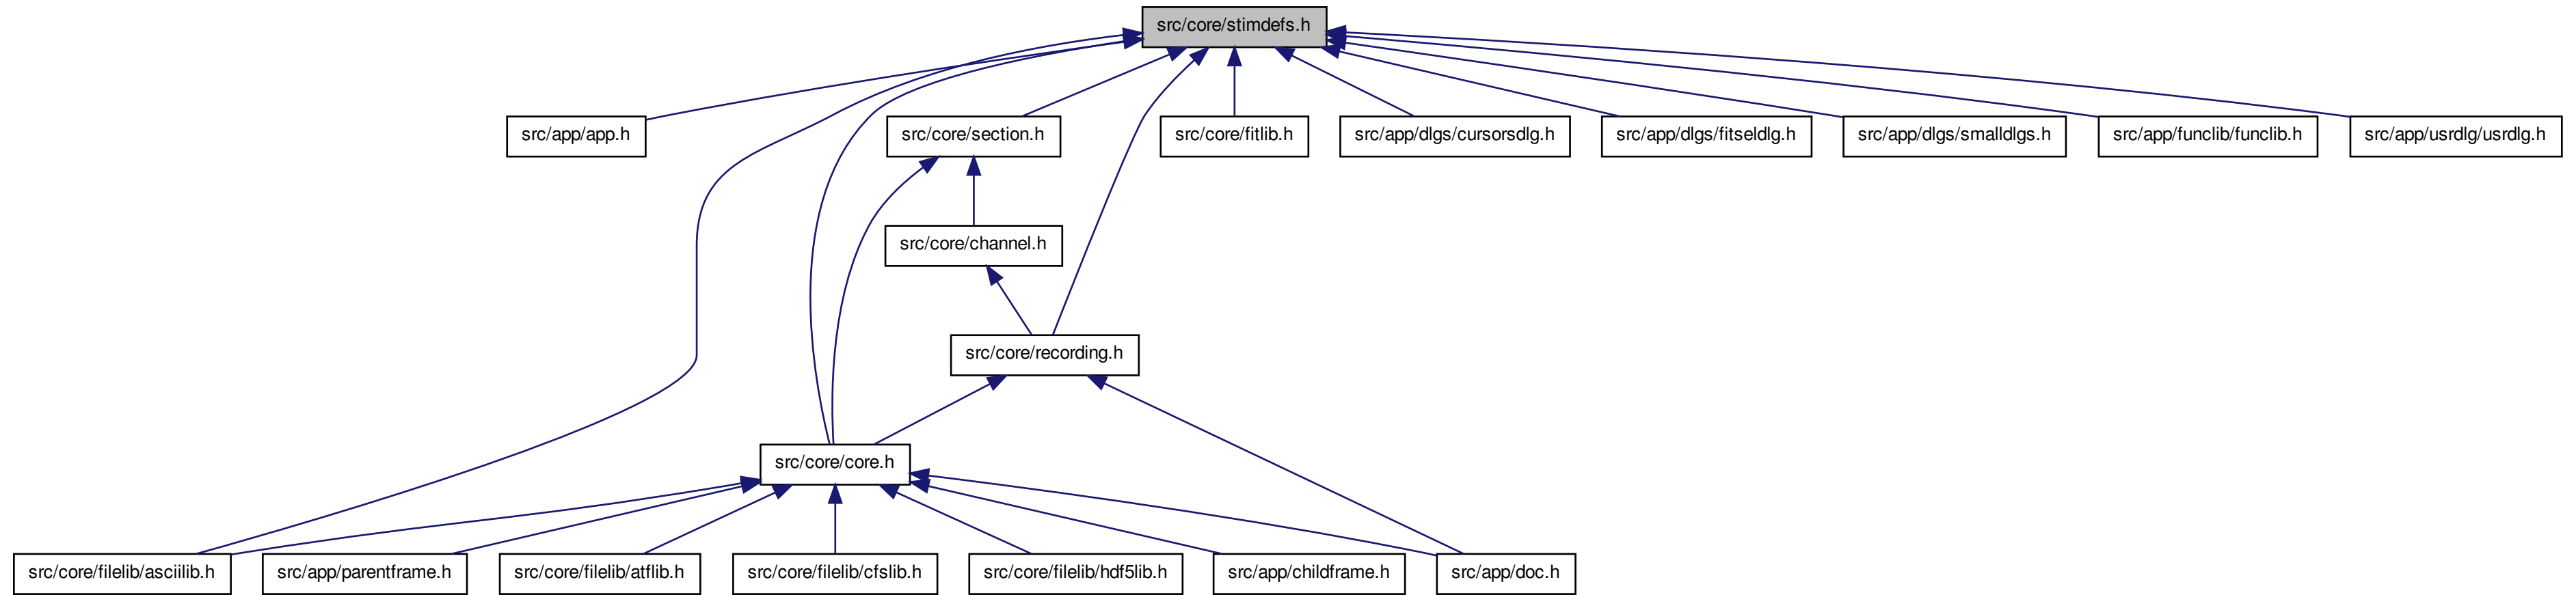 src/core/stimdefs.h
src/app/app.h
src/core/section.h
src/core/fitlib.h
src/app/dlgs/cursorsdlg.h
src/app/dlgs/fitseldlg.h
src/app/dlgs/smalldlgs.h
src/app/funclib/funclib.h
src/app/usrdlg/usrdlg.h
src/core/channel.h
src/core/recording.h
src/core/core.h
src/core/filelib/asciilib.h
src/app/parentframe.h
src/core/filelib/atflib.h
src/core/filelib/cfslib.h
src/core/filelib/hdf5lib.h
src/app/childframe.h
src/app/doc.h